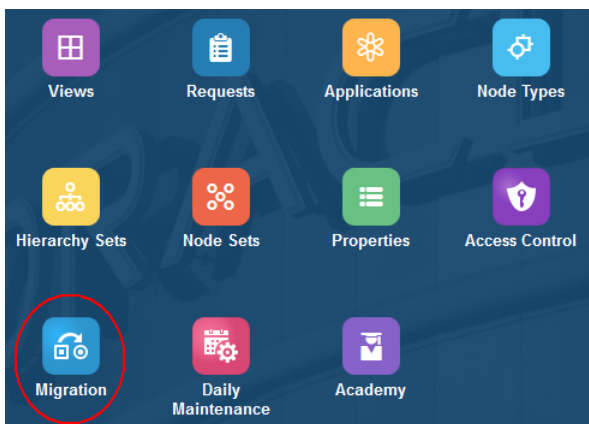 Views
Requests
Applications
Node Types
Hierarchy Sets
Node Sets
Properties
Access Control
Migration
Daily
Maintenance
Academy